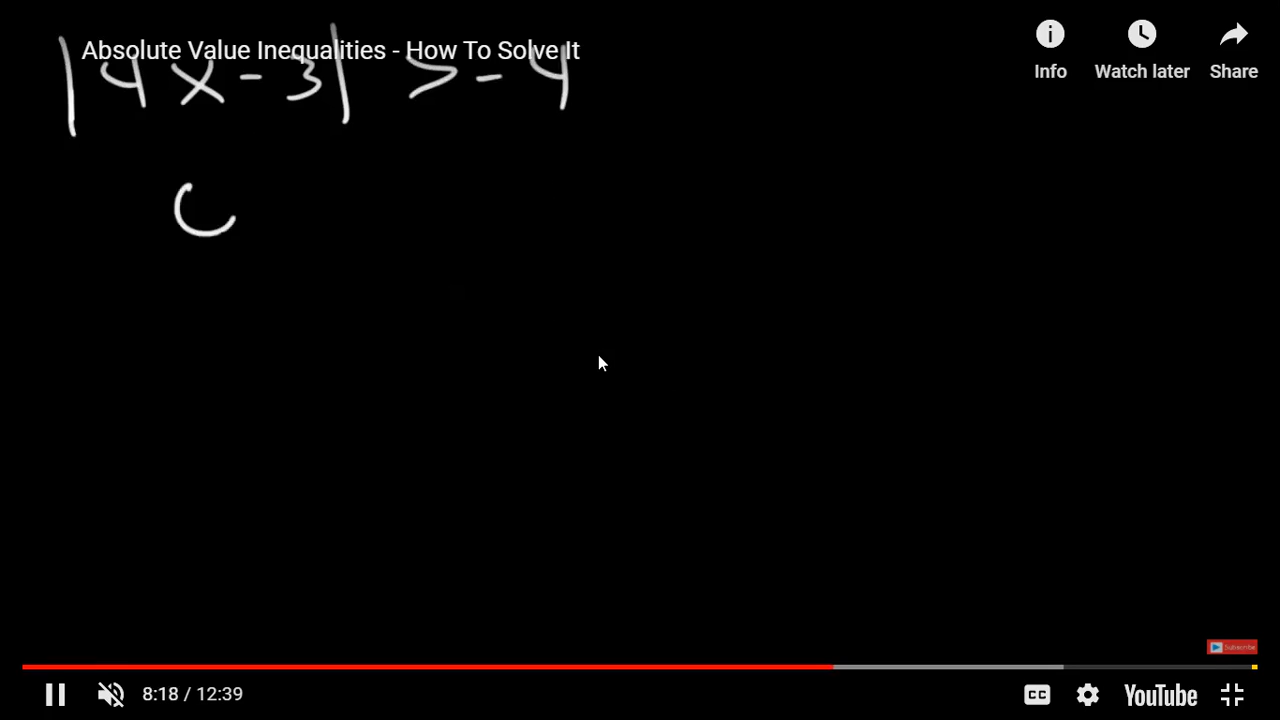 Absolute Value Inequalities - How To Solve It
|4x-3| > -4
Info
Watch later
Share
Subscribe
8:18 / 12:39
CC
YouTube